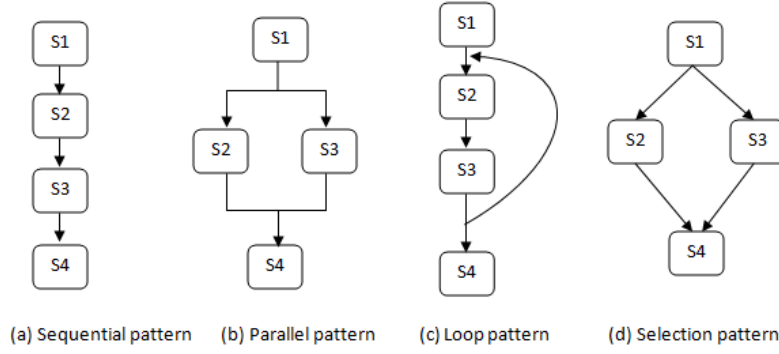 S1
S2
S3
S4
(a) Sequential pattern
S1
S2 S3
S4
(b) Parallel pattern
S1
S2
S3
S4
(c) Loop pattern
S1
S2 S3
S4
(d) Selection pattern